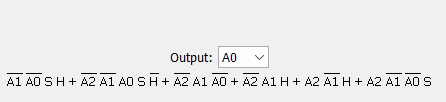 Output: A0
A̅1̅ A̅0̅ S H + A̅2̅ A̅1̅ A0 S H̅ + A̅2̅ A1 A̅0̅ + A̅2̅ A1 H + A2 A̅1̅ H + A2 A̅1̅ A̅0̅ S